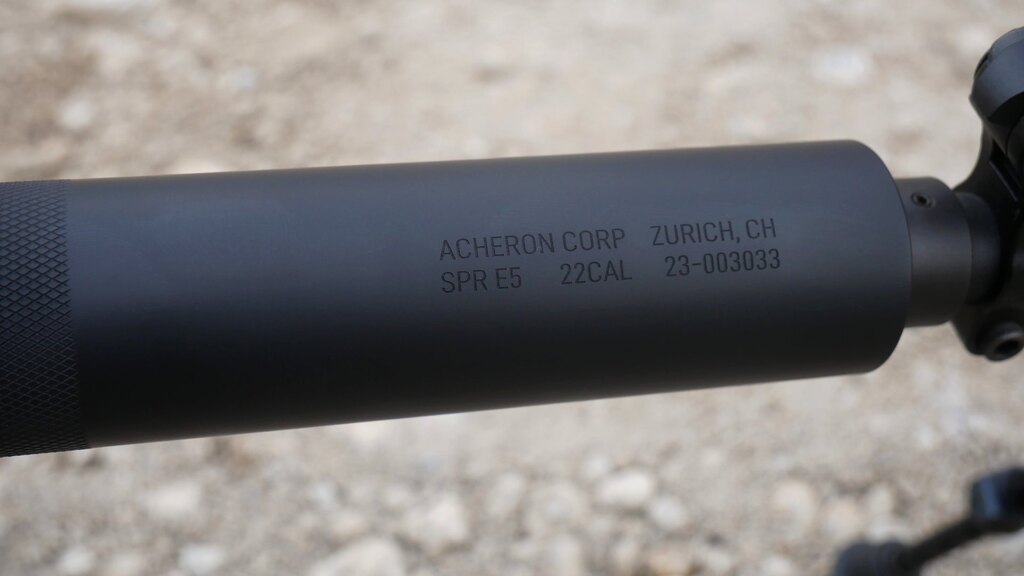 ACHERON CORP ZURICH, CH
SPR E5 22CAL 23-003033